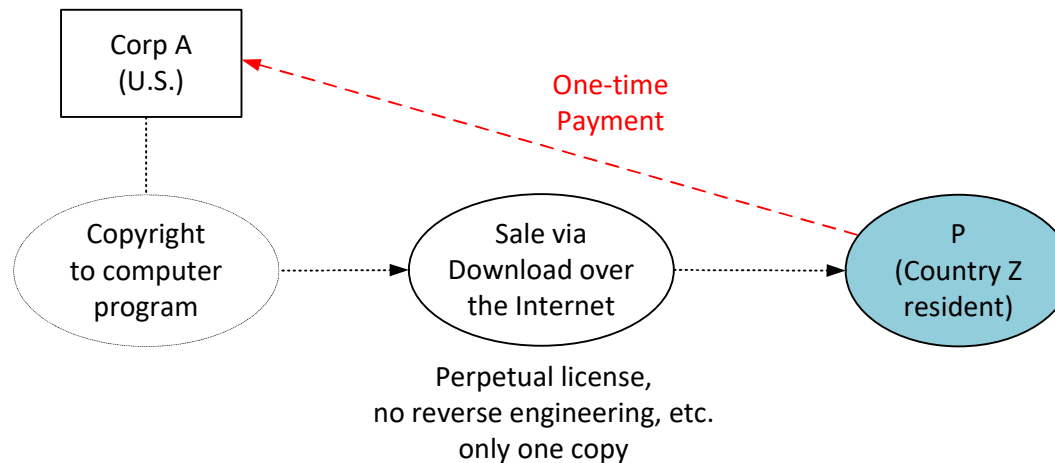 Corp A
(U.S.)
One-time
Payment
Copyright
to computer
program
Sale via
Download over
the Internet
P
(Country Z
resident)
Perpetual license,
no reverse engineering, etc.
only one copy